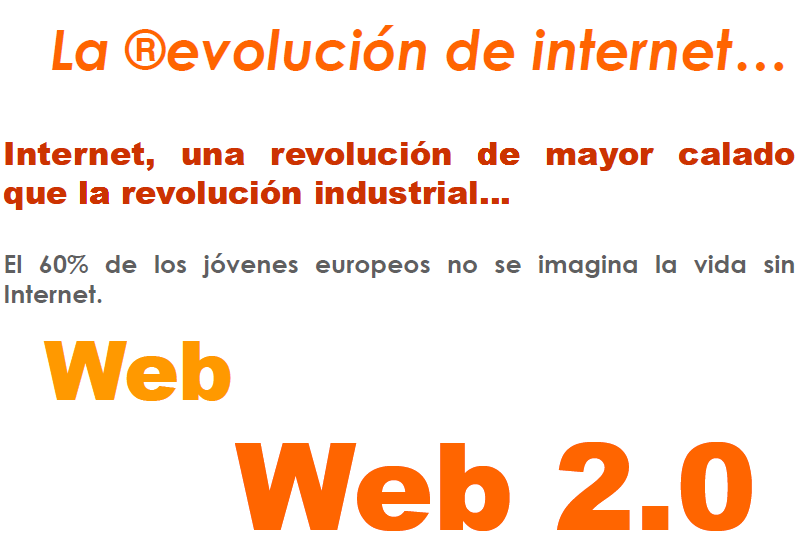 La ®evolución de internet...
Internet, una revolución de mayor calado
que la revolución industrial...
El 60% de los jóvenes europeos no se imagina la vida sin
Internet.
Web
Web 2.0